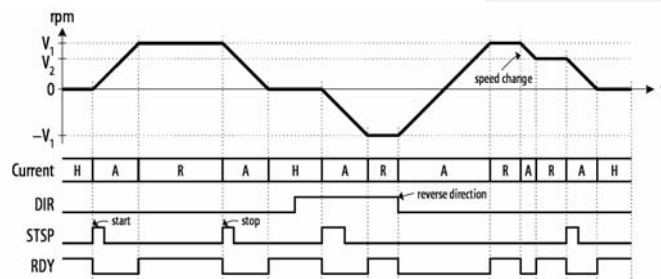 rpm
V1
V2
0
−V1
speed change
Current H A R A H A R A R A R A H
DIR reverse direction
STSP start stop
RDY